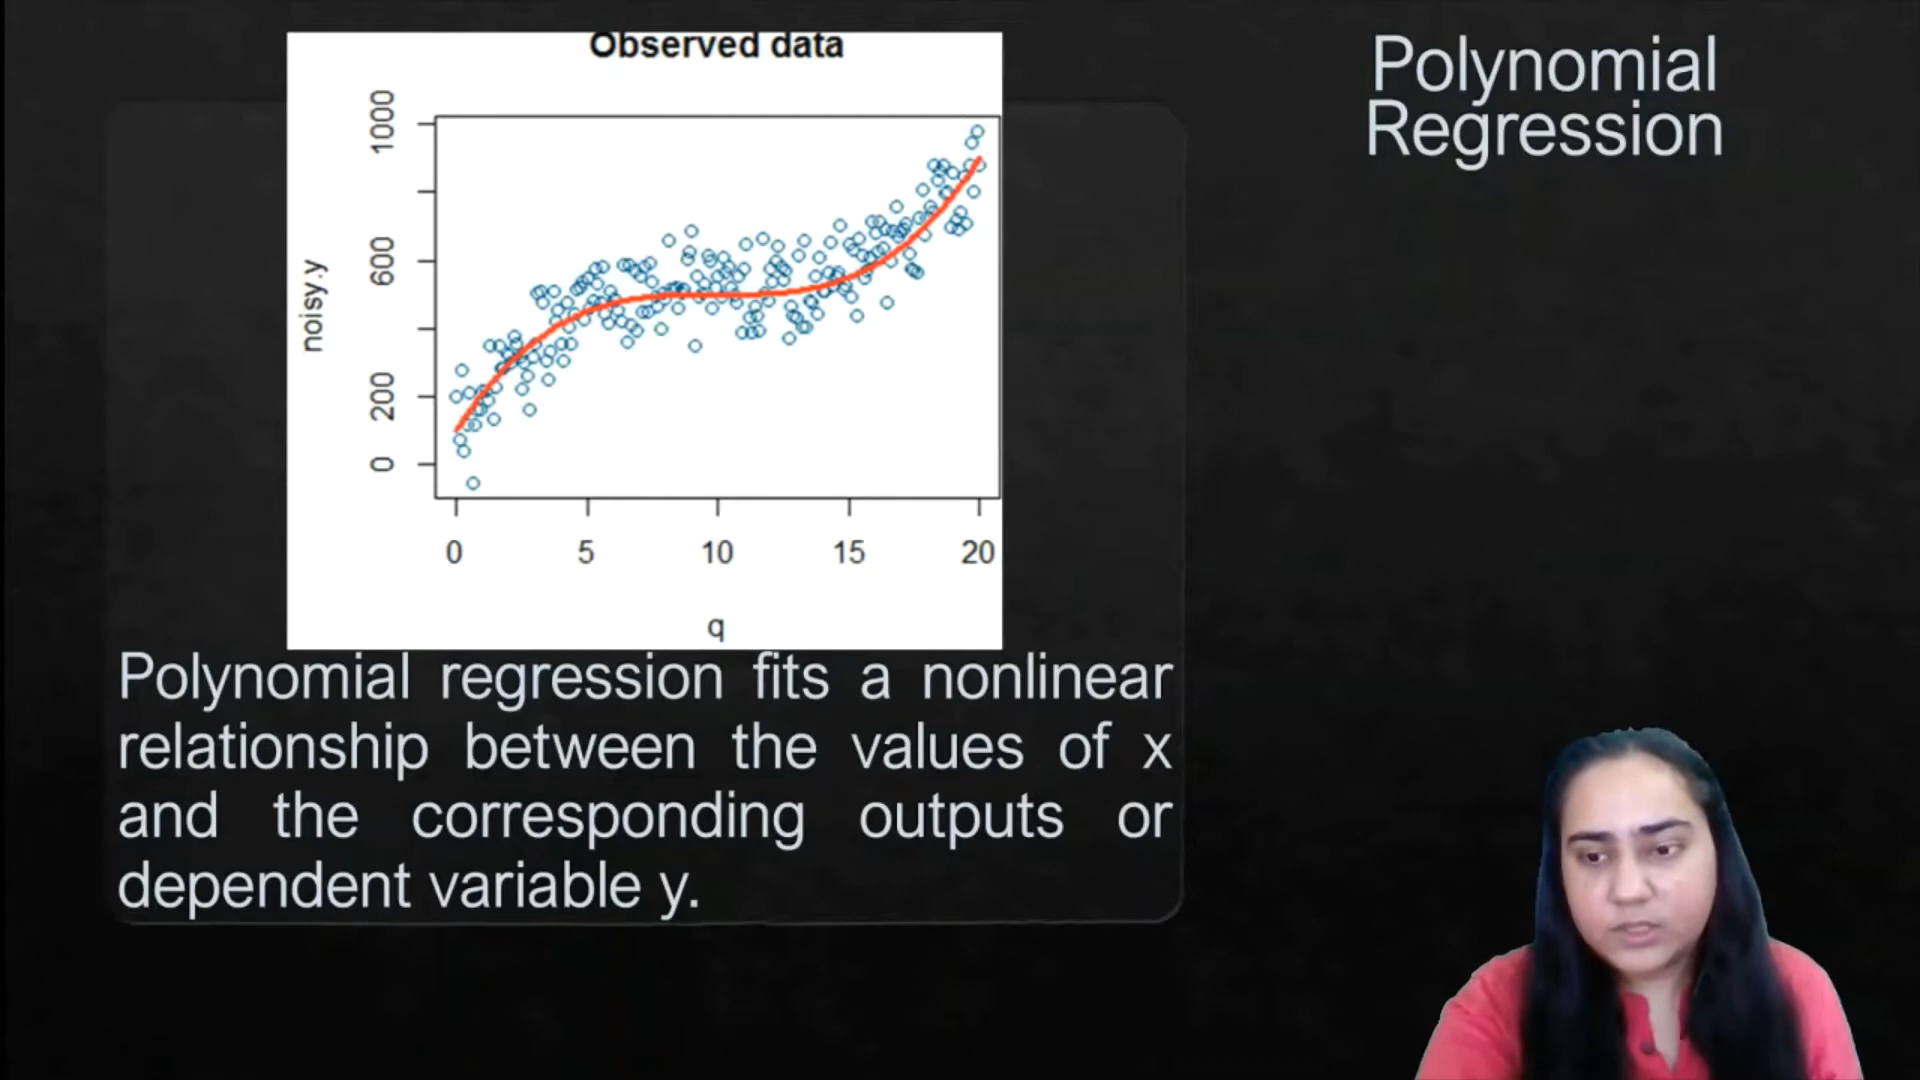 Observed data
1000
600
200
0
noisy.y
0 5 10 15 20
q
Polynomial
Regression
Polynomial regression fits a nonlinear
relationship between the values of x
and the corresponding outputs or
dependent variable y.